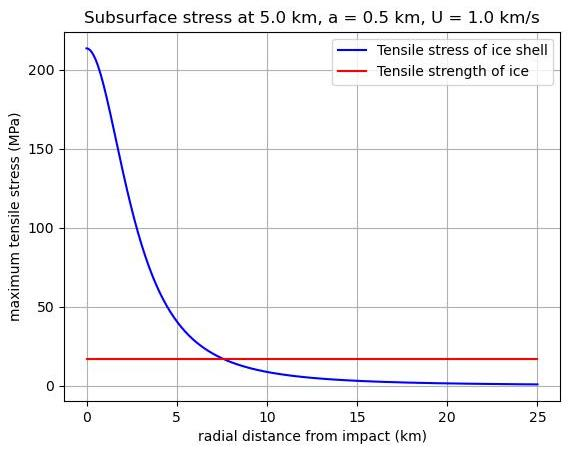 Subsurface stress at 5.0 km, a = 0.5 km, U = 1.0 km/s
Tensile stress of ice shell
Tensile strength of ice
maximum tensile stress (MPa)
200
150
100
50
0
0 5 10 15 20 25
radial distance from impact (km)